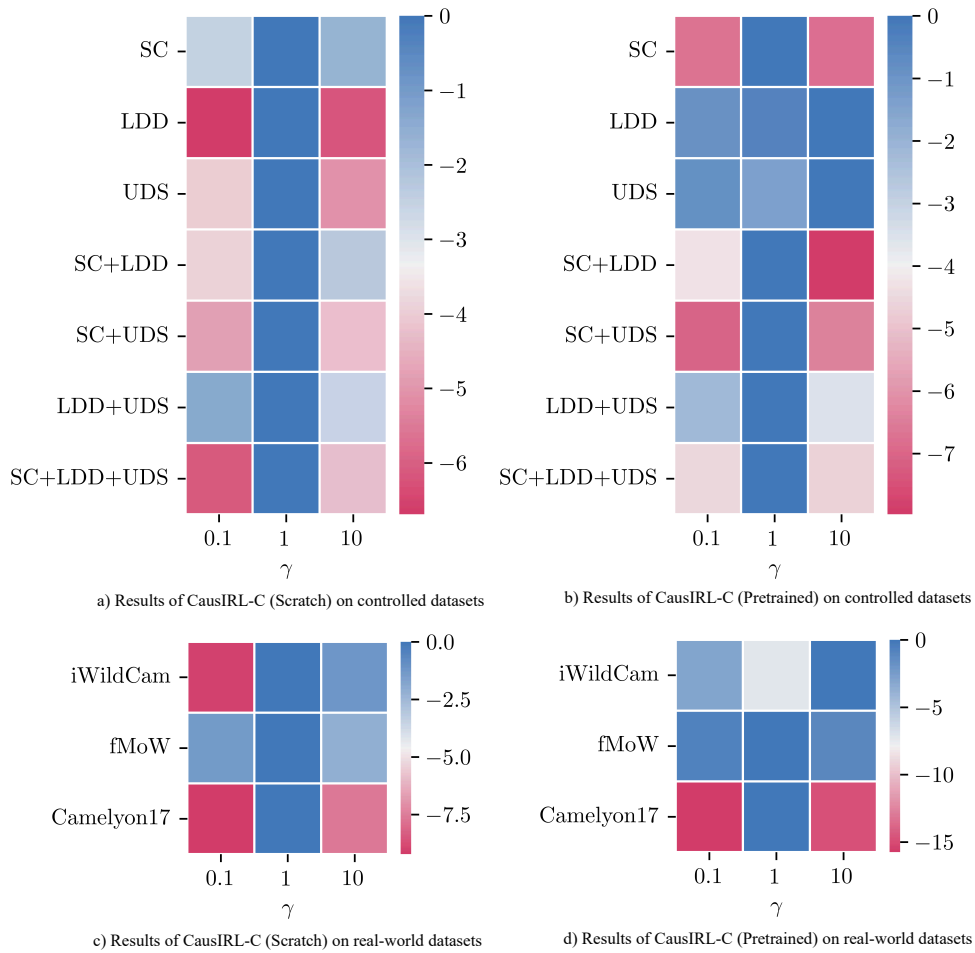 SC
LDD
UDS
SC+LDD
SC+UDS
LDD+UDS
SC+LDD+UDS
0.1 1 10
γ
0
−1
−2
−3
−4
−5
−6
a) Results of CausIRL-C (Scratch) on controlled datasets
SC
LDD
UDS
SC+LDD
SC+UDS
LDD+UDS
SC+LDD+UDS
0.1 1 10
γ
0
−1
−2
−3
−4
−5
−6
−7
b) Results of CausIRL-C (Pretrained) on controlled datasets
iWildCam
fMoW
Camelyon17
0.1 1 10
γ
0.0
−2.5
−5.0
−7.5
c) Results of CausIRL-C (Scratch) on real-world datasets
iWildCam
fMoW
Camelyon17
0.1 1 10
γ
0
−5
−10
−15
d) Results of CausIRL-C (Pretrained) on real-world datasets